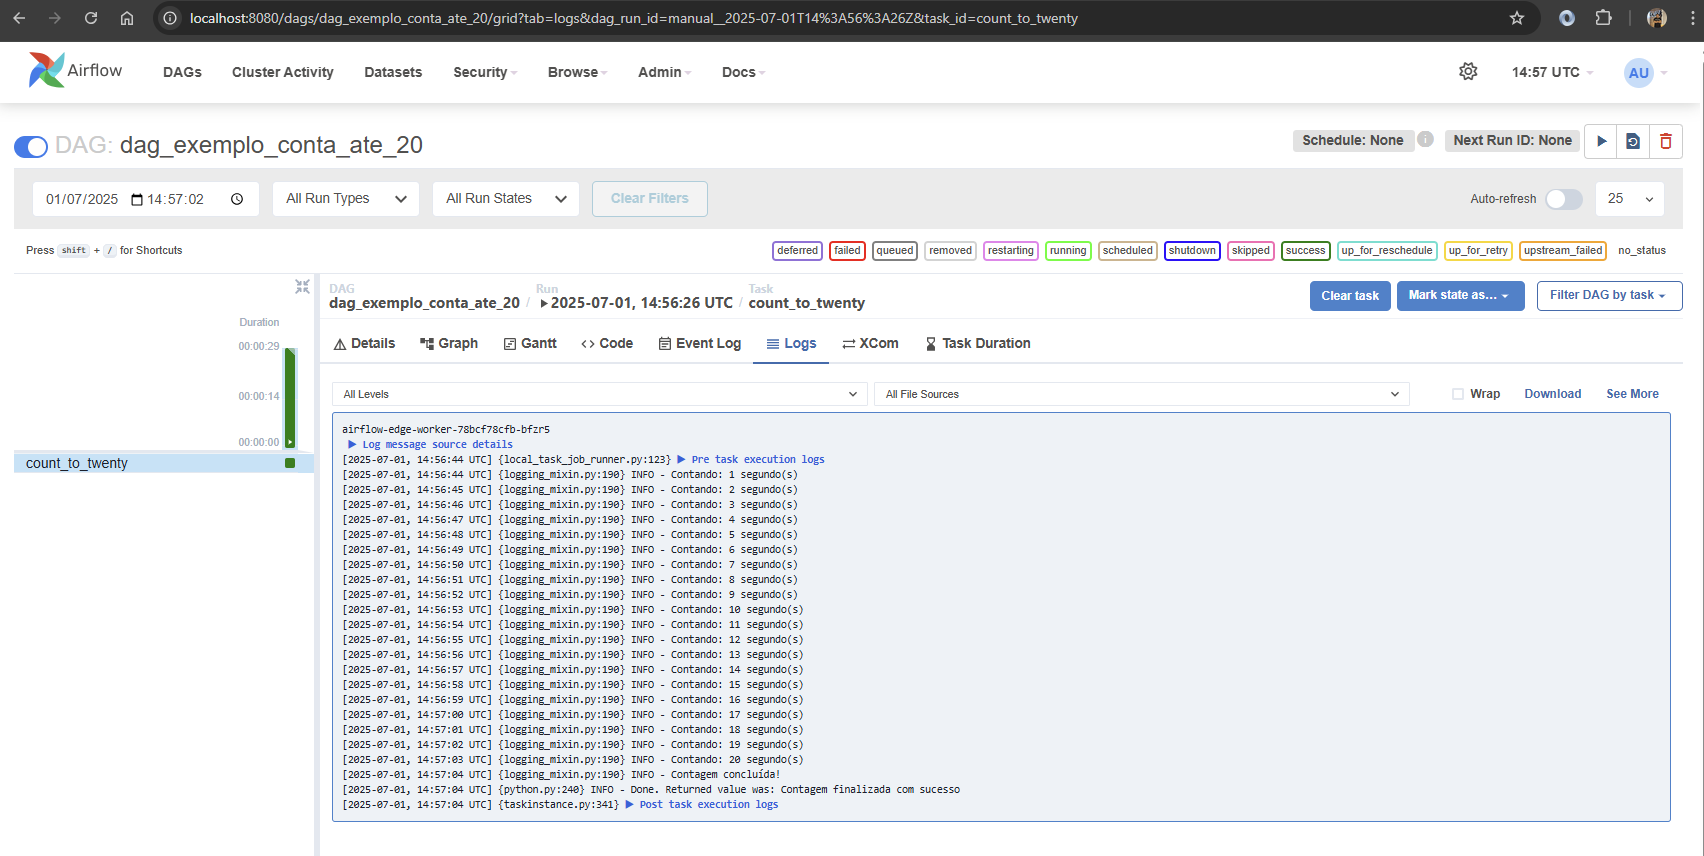 localhost:8080/dags/dag_exemplo_conta_ate_20/grid?tab=logs&dag_run_id=manual__2025-07-01T14%3A56%3A26Z&task_id=count_to_twenty
Airflow DAGs Cluster Activity Datasets Security Browse Admin Docs 14:57 UTC AU
DAG: dag_exemplo_conta_ate_20 Schedule: None Next Run ID: None
01/07/2025 14:57:02 All Run Types All Run States Clear Filters Auto-refresh 25
Press shift + / for Shortcuts deferred failed queued removed restarting running scheduled shutdown skipped success up_for_reschedule up_for_retry upstream_failed no_status
DAG Run Task
dag_exemplo_conta_ate_20 / 2025-07-01, 14:56:26 UTC / count_to_twenty Clear task Mark state as... Filter DAG by task
Duration
00:00:29
00:00:14
00:00:00
count_to_twenty
Details Graph Gantt Code Event Log Logs XCom Task Duration
All Levels All File Sources Wrap Download See More
airflow-edge-worker-78bcf78cfb-bfzr5
▶ Log message source details
[2025-07-01, 14:56:44 UTC] {local_task_job_runner.py:123} ▶ Pre task execution logs
[2025-07-01, 14:56:44 UTC] {logging_mixin.py:190} INFO - Contando: 1 segundo(s)
[2025-07-01, 14:56:45 UTC] {logging_mixin.py:190} INFO - Contando: 2 segundo(s)
[2025-07-01, 14:56:46 UTC] {logging_mixin.py:190} INFO - Contando: 3 segundo(s)
[2025-07-01, 14:56:47 UTC] {logging_mixin.py:190} INFO - Contando: 4 segundo(s)
[2025-07-01, 14:56:48 UTC] {logging_mixin.py:190} INFO - Contando: 5 segundo(s)
[2025-07-01, 14:56:49 UTC] {logging_mixin.py:190} INFO - Contando: 6 segundo(s)
[2025-07-01, 14:56:50 UTC] {logging_mixin.py:190} INFO - Contando: 7 segundo(s)
[2025-07-01, 14:56:51 UTC] {logging_mixin.py:190} INFO - Contando: 8 segundo(s)
[2025-07-01, 14:56:52 UTC] {logging_mixin.py:190} INFO - Contando: 9 segundo(s)
[2025-07-01, 14:56:53 UTC] {logging_mixin.py:190} INFO - Contando: 10 segundo(s)
[2025-07-01, 14:56:54 UTC] {logging_mixin.py:190} INFO - Contando: 11 segundo(s)
[2025-07-01, 14:56:55 UTC] {logging_mixin.py:190} INFO - Contando: 12 segundo(s)
[2025-07-01, 14:56:56 UTC] {logging_mixin.py:190} INFO - Contando: 13 segundo(s)
[2025-07-01, 14:56:57 UTC] {logging_mixin.py:190} INFO - Contando: 14 segundo(s)
[2025-07-01, 14:56:58 UTC] {logging_mixin.py:190} INFO - Contando: 15 segundo(s)
[2025-07-01, 14:56:59 UTC] {logging_mixin.py:190} INFO - Contando: 16 segundo(s)
[2025-07-01, 14:57:00 UTC] {logging_mixin.py:190} INFO - Contando: 17 segundo(s)
[2025-07-01, 14:57:01 UTC] {logging_mixin.py:190} INFO - Contando: 18 segundo(s)
[2025-07-01, 14:57:02 UTC] {logging_mixin.py:190} INFO - Contando: 19 segundo(s)
[2025-07-01, 14:57:03 UTC] {logging_mixin.py:190} INFO - Contando: 20 segundo(s)
[2025-07-01, 14:57:04 UTC] {logging_mixin.py:190} INFO - Contagem concluída!
[2025-07-01, 14:57:04 UTC] {python.py:240} INFO - Done. Returned value was: Contagem finalizada com sucesso
[2025-07-01, 14:57:04 UTC] {taskinstance.py:341} ▶ Post task execution logs